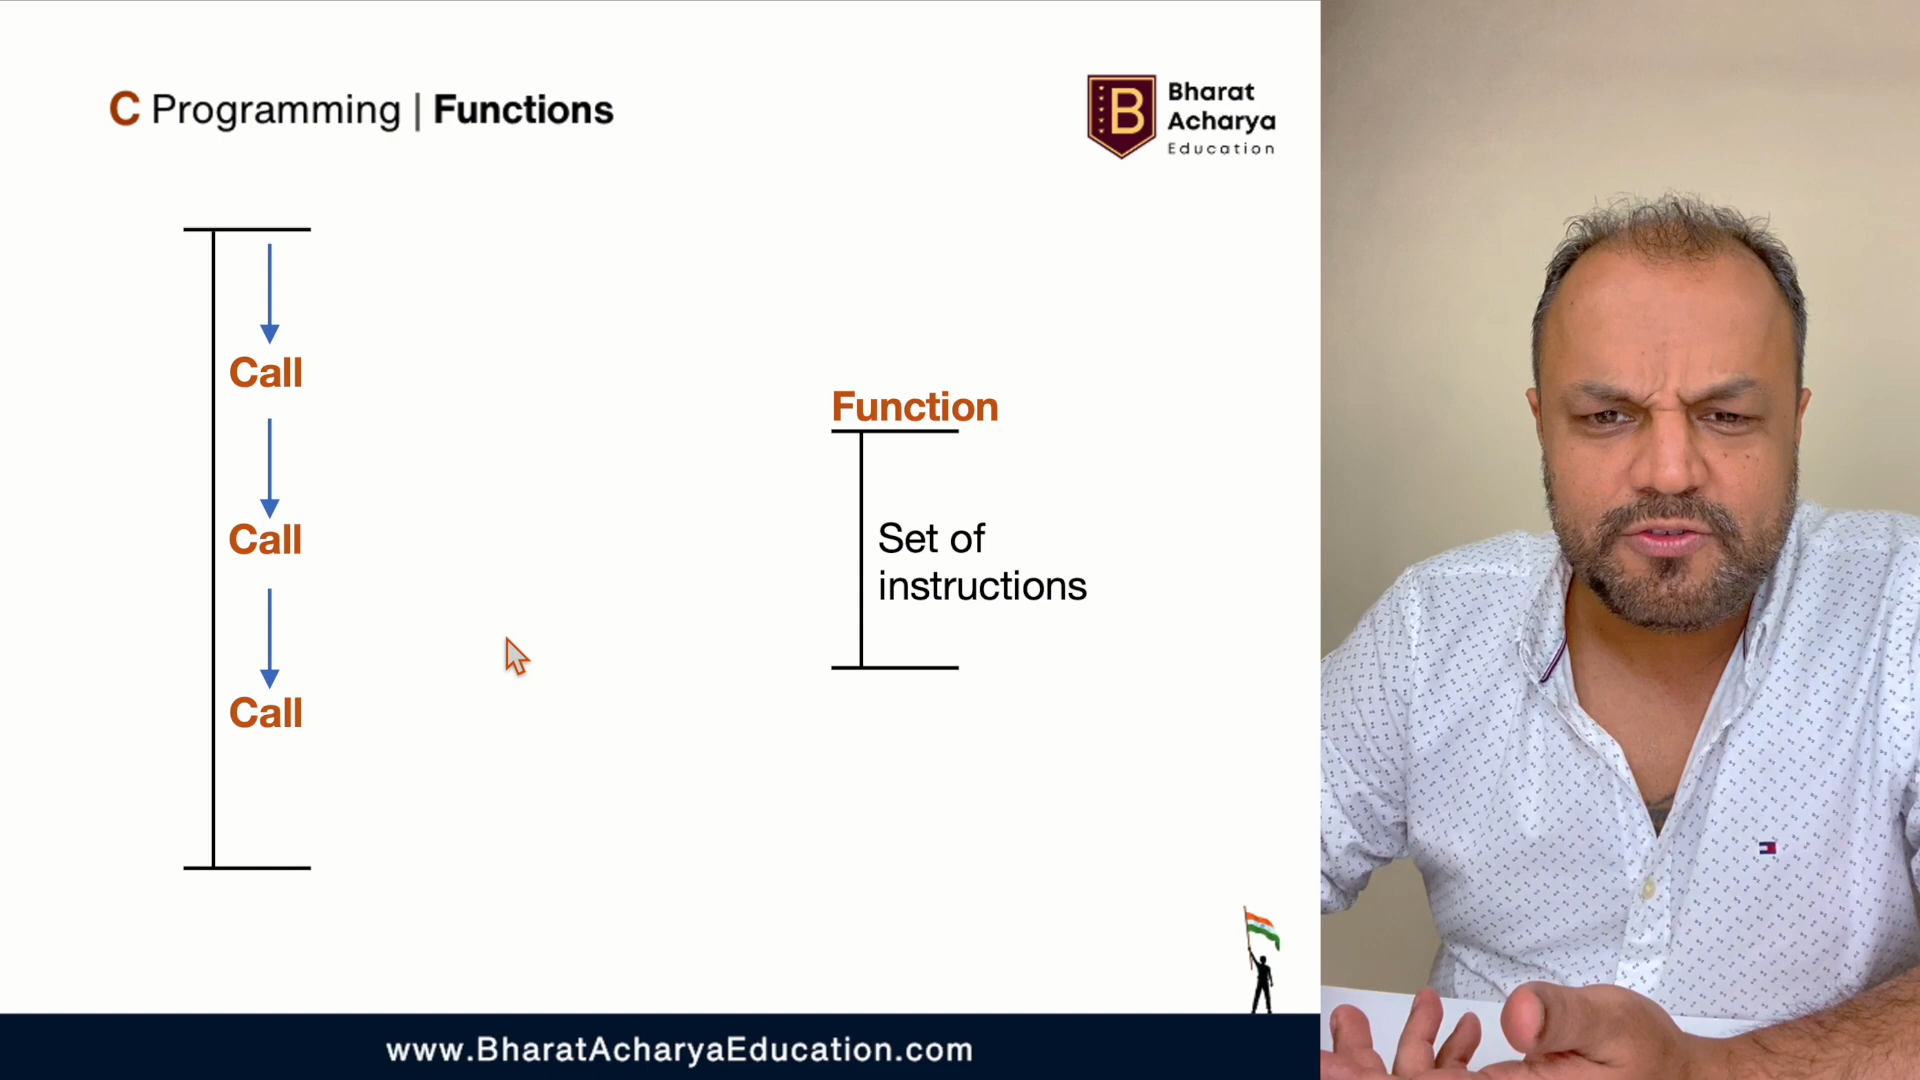 C Programming | Functions
Bharat
Acharya
Education
Call
Call
Call
Function
Set of
instructions
www.BharatAcharyaEducation.com